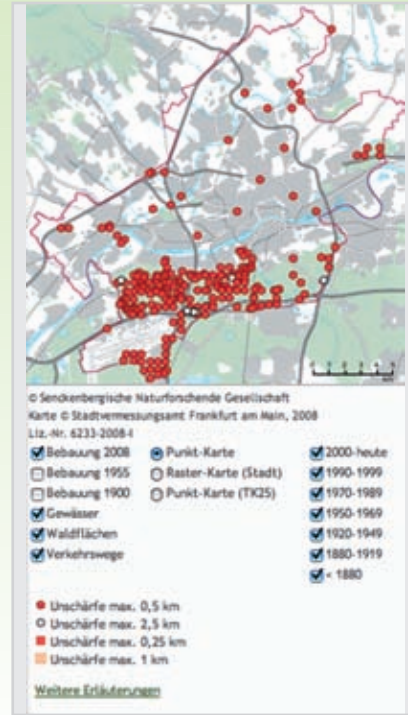 © Senckenbergische Naturforschende Gesellschaft
Karte © Stadtvermessungsamt Frankfurt am Main, 2008
Liz.-Nr. 6233-2008-I
Bebauung 2008 Punkt-Karte 2000-heute
Bebauung 1955 Raster-Karte (Stadt) 1990-1999
Bebauung 1900 Punkt-Karte (TK25) 1970-1989
Gewässer 1950-1969
Waldflächen 1920-1949
Verkehrswege 1880-1919
< 1880
Unschärfe max. 0,5 km
Unschärfe max. 2,5 km
Unschärfe max. 0,25 km
Unschärfe max. 1 km
Weitere Erläuterungen